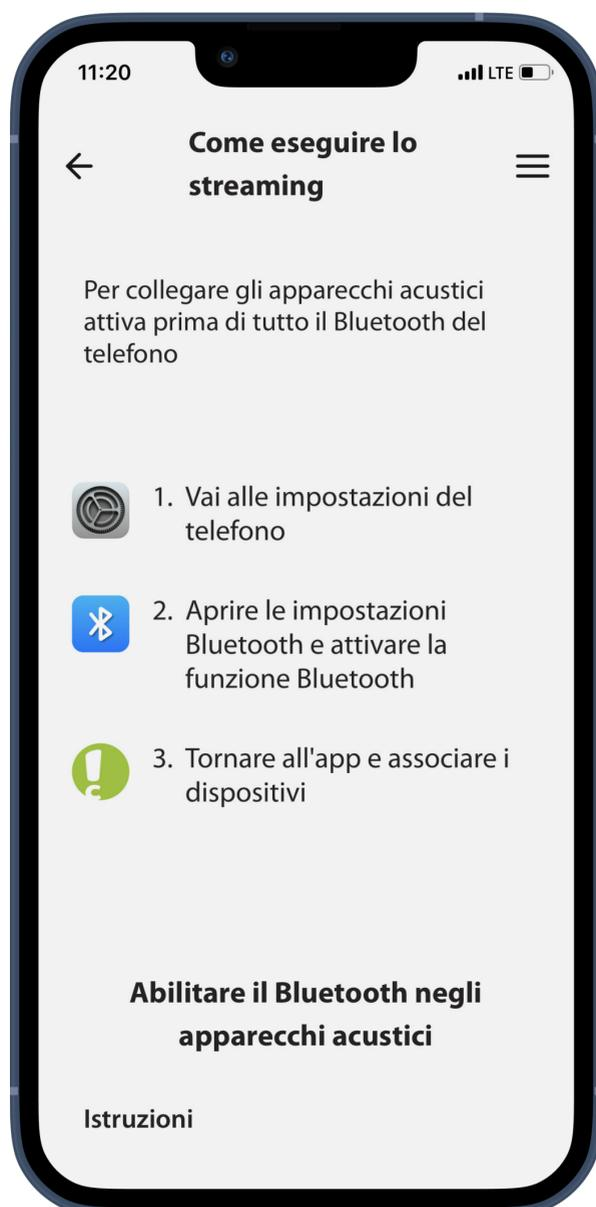 11:20
LTE
Come eseguire lo
streaming
Per collegare gli apparecchi acustici
attiva prima di tutto il Bluetooth del
telefono
1. Vai alle impostazioni del
telefono
2. Aprire le impostazioni
Bluetooth e attivare la
funzione Bluetooth
3. Tornare all'app e associare i
dispositivi
Abilitare il Bluetooth negli
apparecchi acustici
Istruzioni